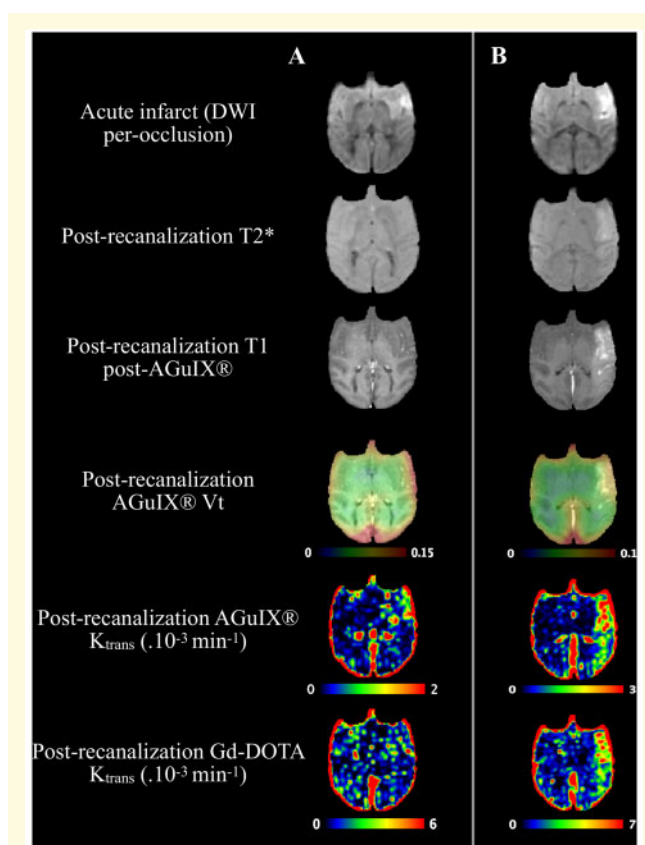 A
B
Acute infarct (DWI
per-occlusion)
Post-recanalization T2*
Post-recanalization T1
post-AGuIX®
Post-recanalization
AGuIX® Vt
0 0.15
0 0.1
Post-recanalization AGuIX®
Ktrans (.10-3 min-1)
0 2
0 3
Post-recanalization Gd-DOTA
Ktrans (.10-3 min-1)
0 6
0 7